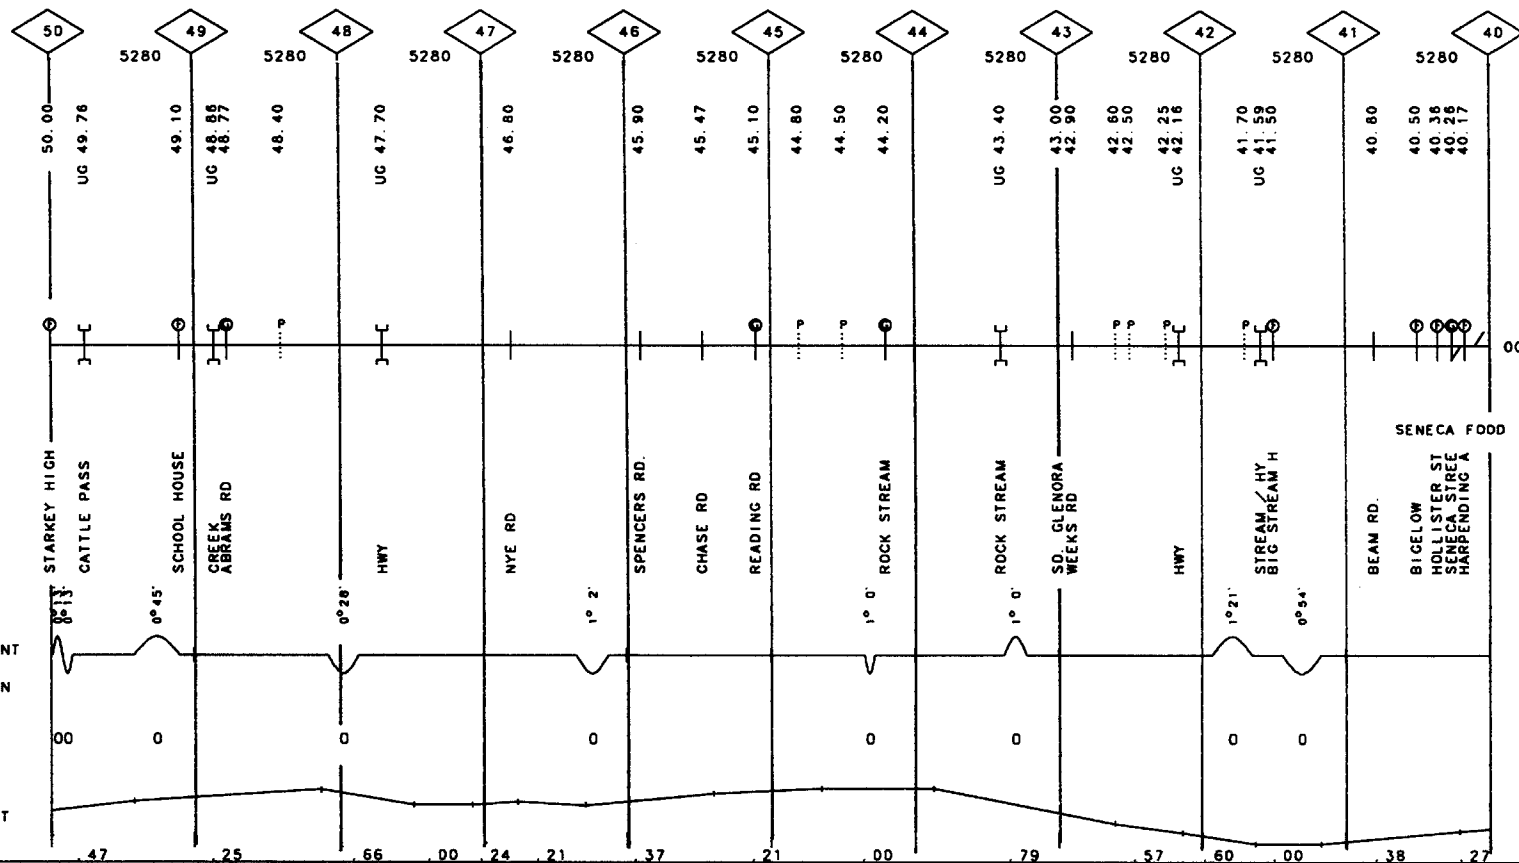 50 49 48 47 46 45 44 43 42 41 40
5280 5280 5280 5280 5280 5280 5280 5280 5280 5280
50.00
UG 49.76
49.10
UG 48.86
48.77
48.40
UG 47.70
46.80
45.90
45.47
45.10
44.80
44.50
44.20
UG 43.40
43.00
42.90
42.60
42.50
42.25
UG 42.16
41.70
UG 41.59
41.50
40.80
40.50
40.38
40.26
40.17
P P P P P P P
00
SENECA FOOD
STARKEY HIGH
CATTLE PASS
SCHOOL HOUSE
CREEK
ABRAMS RD
HWY
NYE RD
SPENCERS RD.
CHASE RD
READING RD
ROCK STREAM
ROCK STREAM
SO. GLENORA
WEEKS RD
HWY
STREAM / HY
BIG STREAM H
BEAM RD.
BIGELOW
HOLLISTER ST
SENECA STREE
HARPENDING A
0°13'
0°13'
0°45'
0°28'
1° 2'
1° 0'
1° 0'
1°21'
0°54'
NT
N
00 0 0 0 0 0 0 0
T
.47 .25 .66 .00 .24 .21 .37 .21 .00 .79 .57 .60 .00 .38 .27